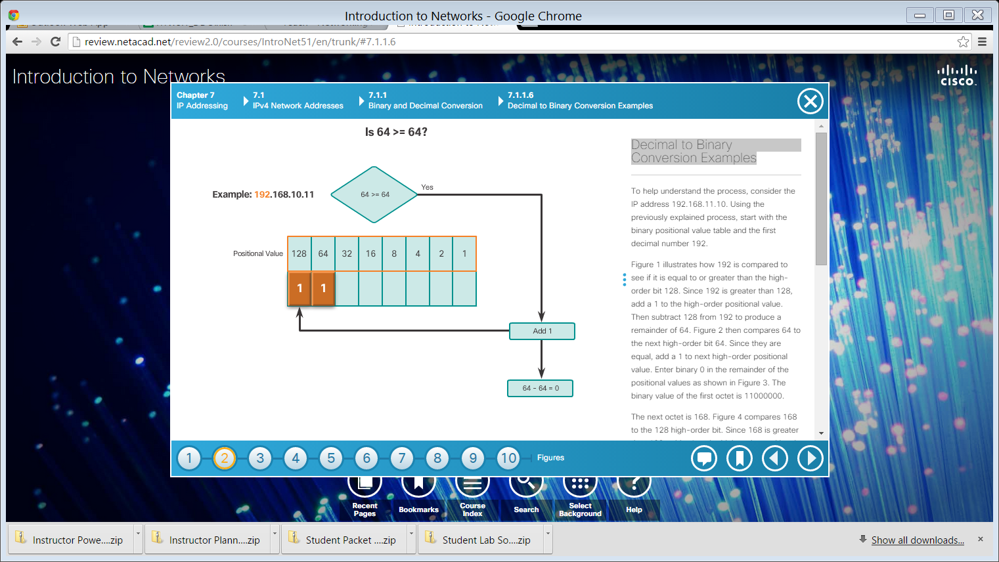 Introduction to Networks - Google Chrome
review.netacad.net/review2.0/courses/IntroNet51/en/trunk/#7.1.1.6
Introduction to Networks
CISCO
Chapter 7
IP Addressing
7.1
IPv4 Network Addresses
7.1.1
Binary and Decimal Conversion
7.1.1.6
Decimal to Binary Conversion Examples
Is 64 >= 64?
Example: 192.168.10.11
64 >= 64
Yes
Positional Value
128 64 32 16 8 4 2 1
1 1
Add 1
64 - 64 = 0
Decimal to Binary
Conversion Examples
To help understand the process, consider the
IP address 192.168.11.10. Using the
previously explained process, start with the
binary positional value table and the first
decimal number 192.
Figure 1 illustrates how 192 is compared to
see if it is equal to or greater than the high-
order bit 128. Since 192 is greater than 128,
add a 1 to the high-order positional value.
Then subtract 128 from 192 to produce a
remainder of 64. Figure 2 then compares 64 to
the next high-order bit 64. Since they are
equal, add a 1 to next high-order positional
value. Enter binary 0 in the remainder of the
positional values as shown in Figure 3. The
binary value of the first octet is 11000000.
The next octet is 168. Figure 4 compares 168
to the 128 high-order bit. Since 168 is greater
1 2 3 4 5 6 7 8 9 10 Figures
Recent
Pages
Bookmarks
Course
Index
Search
Select
Background
Help
Instructor Powe....zip
Instructor Plann....zip
Student Packet ....zip
Student Lab So....zip
Show all downloads...